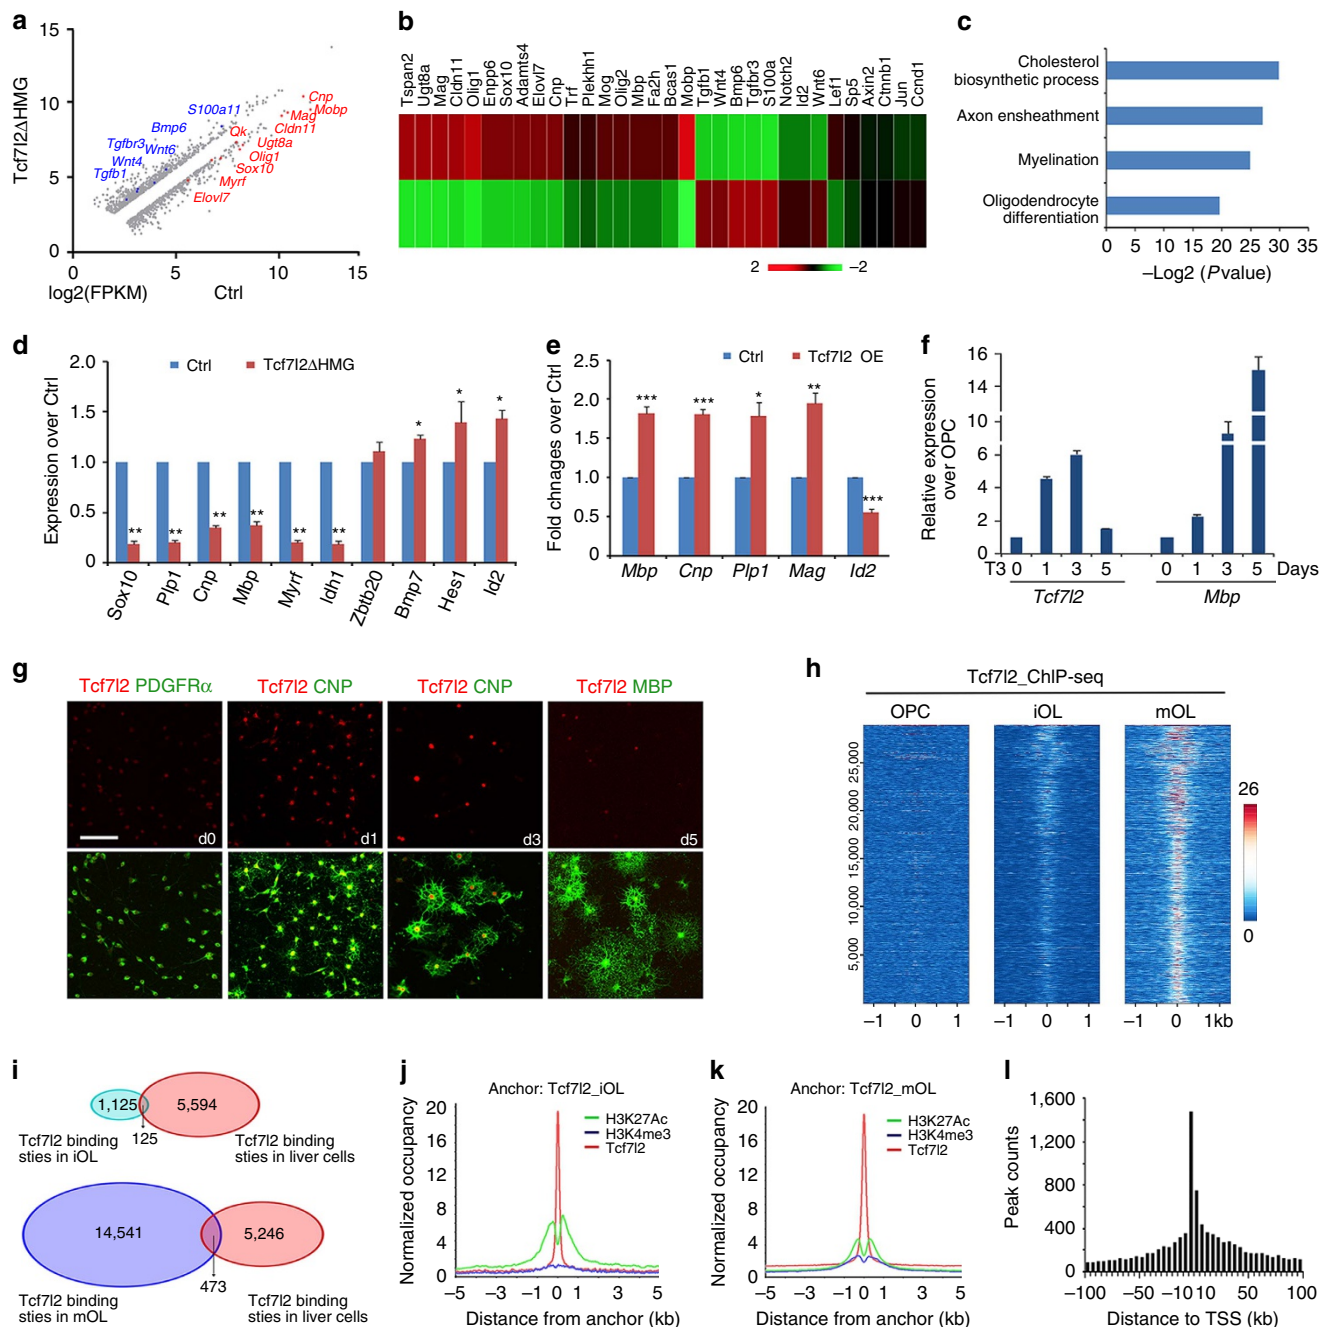 a
15
10
5
0
Tcf7l2ΔHMG
S100a11
Bmp6
Tgfbr3
Wnt6
Wnt4
Tgfb1
Cnp
Mobp
Mag
Cldn11
Qk
Ugt8a
Olig1
Sox10
Myrf
Elovl7
0 5 10 15
log2(FPKM) Ctrl
b
Tspan2 Ugt8a Mag Cldn11 Olig1 Enpp6 Sox10 Adamts4 Elovl7 Cnp Trf Plekhh1 Mog Olig2 Mbp Fa2h Bcas1 Mobp Tgfb1 Wnt4 Bmp6 Tgfbr3 S100a Notch2 Id2 Wnt6 Lef1 Sp5 Axin2 Ctnnb1 Jun Ccnd1
2 –2
c
Cholesterol
biosynthetic process
Axon ensheathment
Myelination
Oligodendrocyte
differentiation
0 5 10 15 20 25 30 35
–Log2 (Pvalue)
d
Expression over Ctrl
2.0
1.5
1.0
0.5
0
Ctrl Tcf7l2ΔHMG
** ** ** ** ** ** * * *
Sox10 Plp1 Cnp Mbp Myrf Idh1 Zbtb20 Bmp7 Hes1 Id2
e
Fold chnages over Ctrl
2.5
2.0
1.5
1.0
0.5
0
Ctrl Tcf7l2 OE
*** *** * ** ***
Mbp Cnp Plp1 Mag Id2
f
Relative expression
over OPC
16
14
10
6
4
2
0
T3 0 1 3 5 0 1 3 5 Days
Tcf7l2 Mbp
g
Tcf7l2 PDGFRα Tcf7l2 CNP Tcf7l2 CNP Tcf7l2 MBP
d0 d1 d3 d5
h
Tcf7l2_ChIP-seq
OPC iOL mOL
25,000
20,000
15,000
10,000
5,000
–1 0 1 –1 0 1 –1 0 1kb
26
0
i
1,125 5,594
125
Tcf7l2 binding
sties in iOL
Tcf7l2 binding
sties in liver cells
14,541 5,246
473
Tcf7l2 binding
sties in mOL
Tcf7l2 binding
sties in liver cells
j
Anchor: Tcf7l2_iOL
Normalized occupancy
20
16
12
8
4
0
H3K27Ac
H3K4me3
Tcf7l2
–5 –3 –1 0 1 3 5
Distance from anchor (kb)
k
Anchor: Tcf7l2_mOL
Normalized occupancy
20
16
12
8
4
0
H3K27Ac
H3K4me3
Tcf7l2
–5 –3 –1 0 1 3 5
Distance from anchor (kb)
l
Peak counts
1,600
1,200
800
400
0
–100 –50 –10 10 50 100
Distance to TSS (kb)